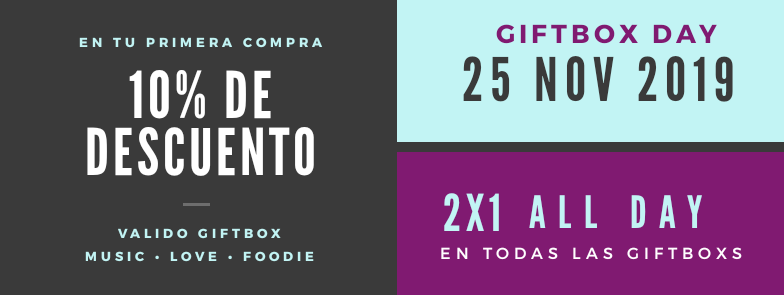 EN TU PRIMERA COMPRA
10% DE
DESCUENTO
VALIDO GIFTBOX
MUSIC • LOVE • FOODIE
GIFTBOX DAY
25 NOV 2019
2X1 ALL DAY
EN TODAS LAS GIFTBOXS